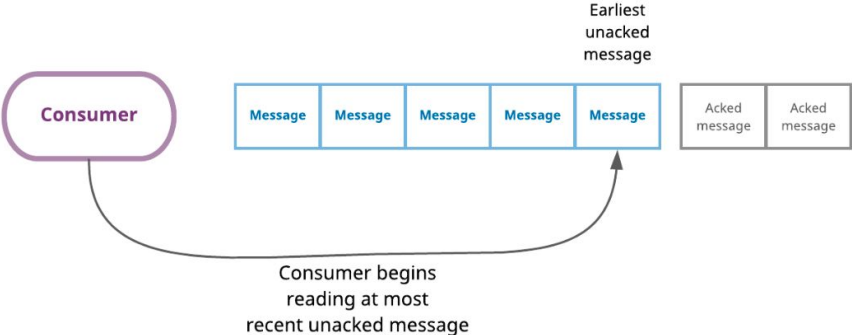 Earliest
unacked
message
Consumer
Message Message Message Message Message
Acked
message
Acked
message
Consumer begins
reading at most
recent unacked message